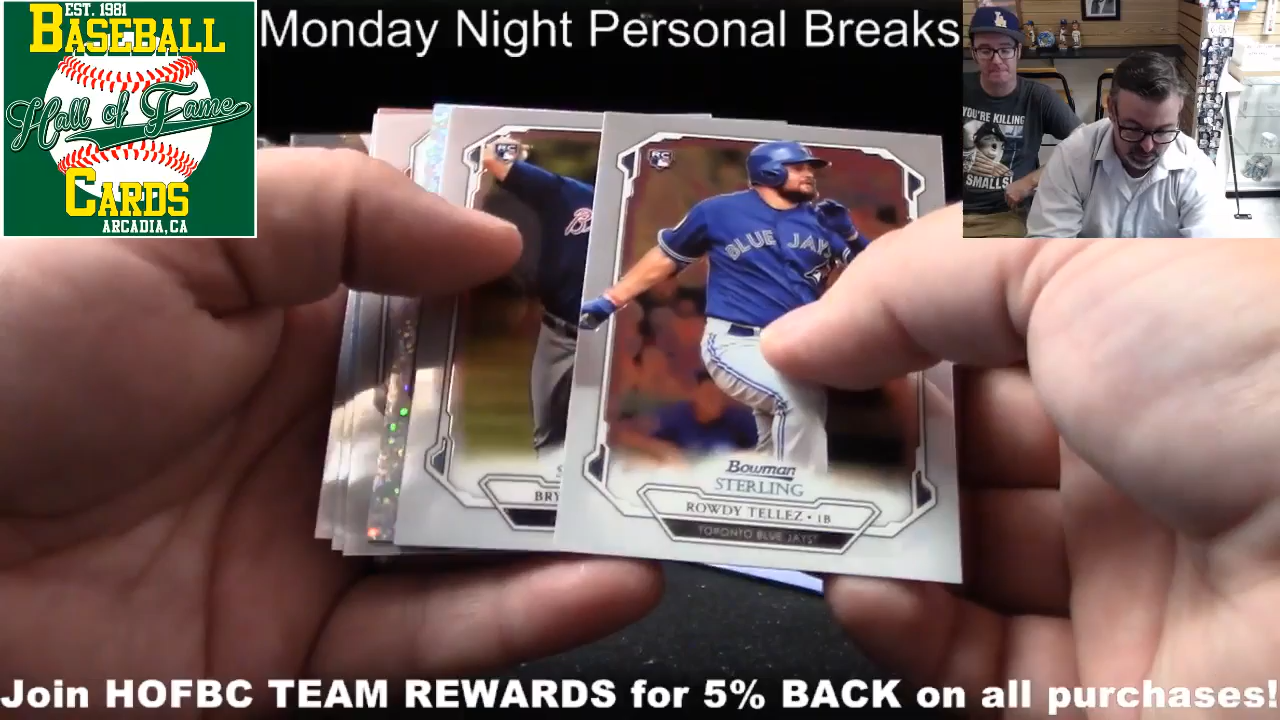 EST. 1981
BASEBALL
Hall of Fame
CARDS
ARCADIA, CA
Monday Night Personal Breaks
YOU'RE KILLING
SMALLS!
RC
RC
B
BLUE JAYS
Bowman
STERLING
BRY
ROWDY TELLEZ • 1B
TORONTO BLUE JAYS
Join HOFBC TEAM REWARDS for 5% BACK on all purchases!